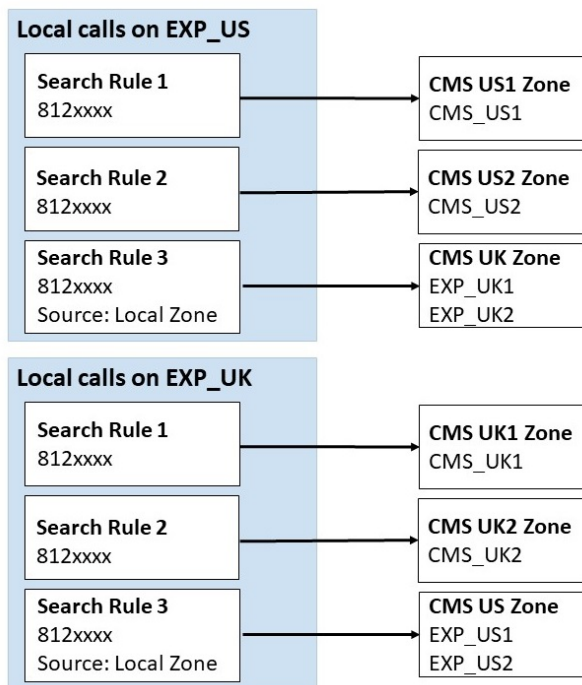 Local calls on EXP_US
Search Rule 1
812xxxx
CMS US1 Zone
CMS_US1
Search Rule 2
812xxxx
CMS US2 Zone
CMS_US2
Search Rule 3
812xxxx
Source: Local Zone
CMS UK Zone
EXP_UK1
EXP_UK2
Local calls on EXP_UK
Search Rule 1
812xxxx
CMS UK1 Zone
CMS_UK1
Search Rule 2
812xxxx
CMS UK2 Zone
CMS_UK2
Search Rule 3
812xxxx
Source: Local Zone
CMS US Zone
EXP_US1
EXP_US2